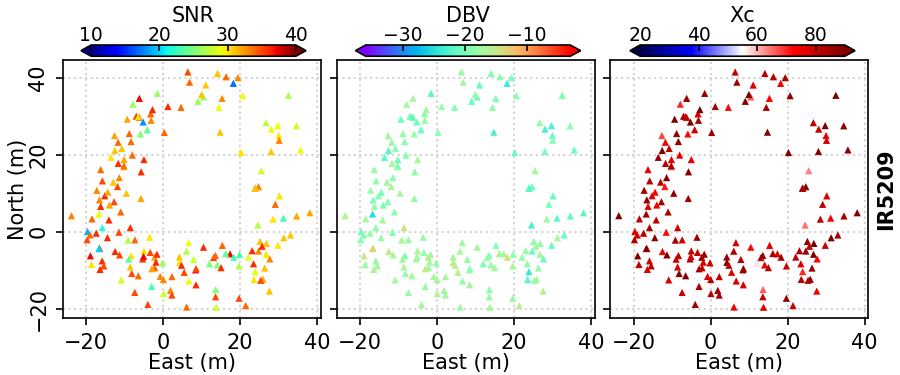 SNR
10 20 30 40
DBV
−30 −20 −10
Xc
20 40 60 80
North (m)
40
20
0
−20
−20 0 20 40
East (m)
−20 0 20 40
East (m)
−20 0 20 40
East (m)
IR5209